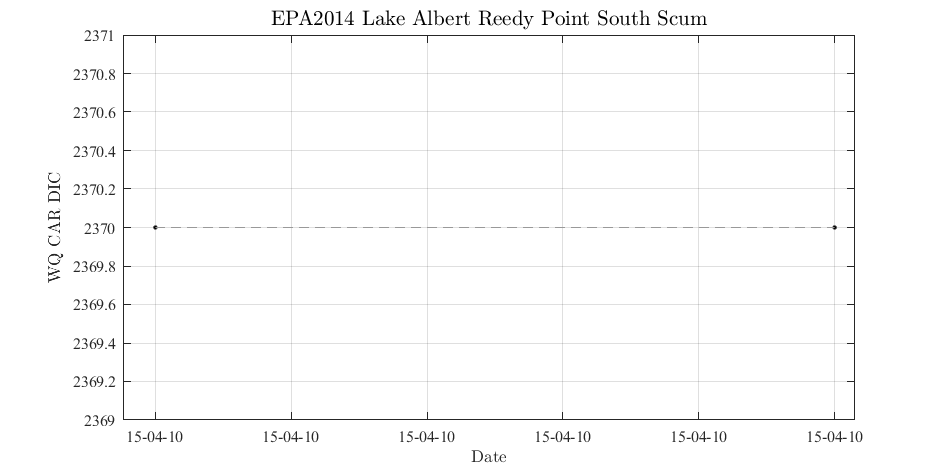 EPA2014 Lake Albert Reedy Point South Scum
2371
2370.8
2370.6
2370.4
2370.2
2370
2369.8
2369.6
2369.4
2369.2
2369
WQ CAR DIC
15-04-10 15-04-10 15-04-10 15-04-10 15-04-10 15-04-10
Date